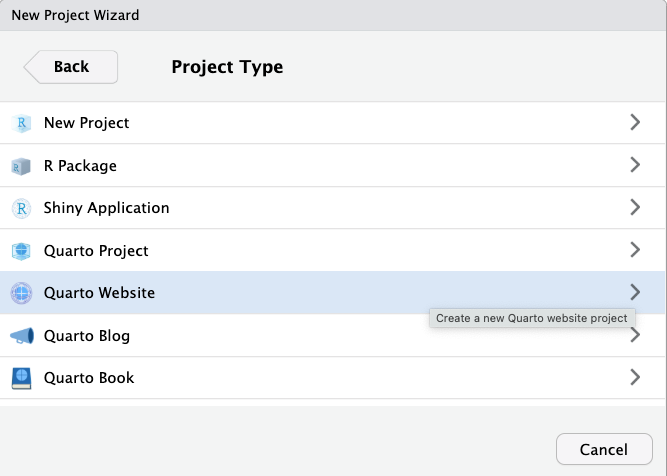 New Project Wizard
Back
Project Type
R New Project
R R Package
R Shiny Application
Quarto Project
Quarto Website
Create a new Quarto website project
Quarto Blog
Quarto Book
Cancel